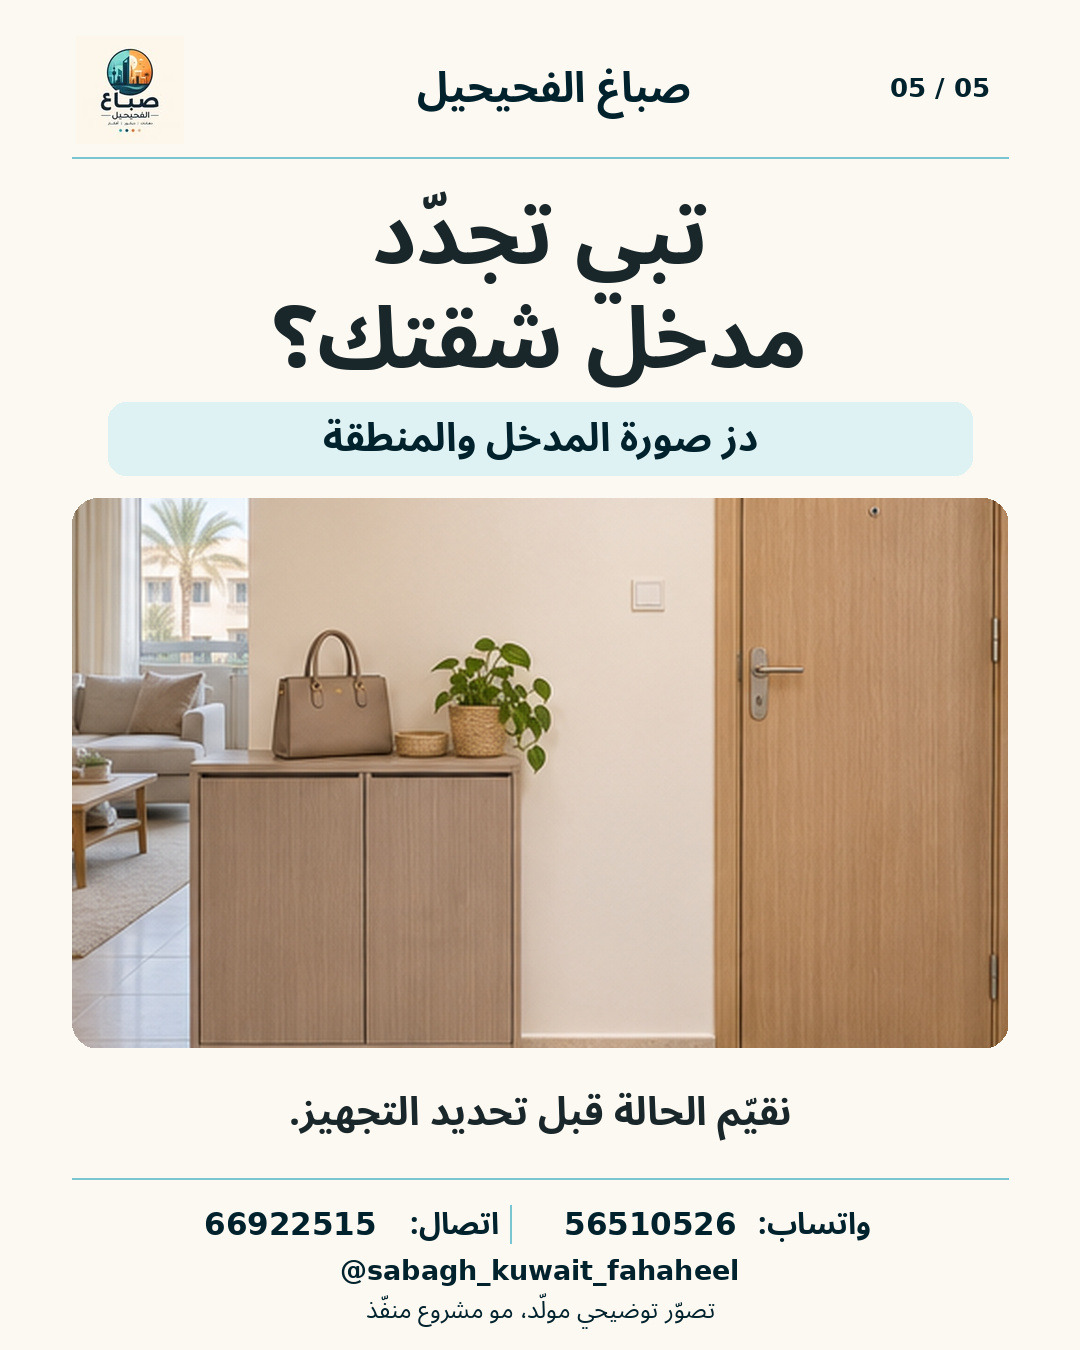 صباغ الفحيحيل
—الفحيحيل—
صباغ الفحيحيل
05 / 05
تبي تجدّد
مدخل شقتك؟
دز صورة المدخل والمنطقة
نقيّم الحالة قبل تحديد التجهيز.
واتساب: 56510526 | اتصال: 66922515
@sabagh_kuwait_fahaheel
تصوّر توضيحي مولّد، مو مشروع منفّذ